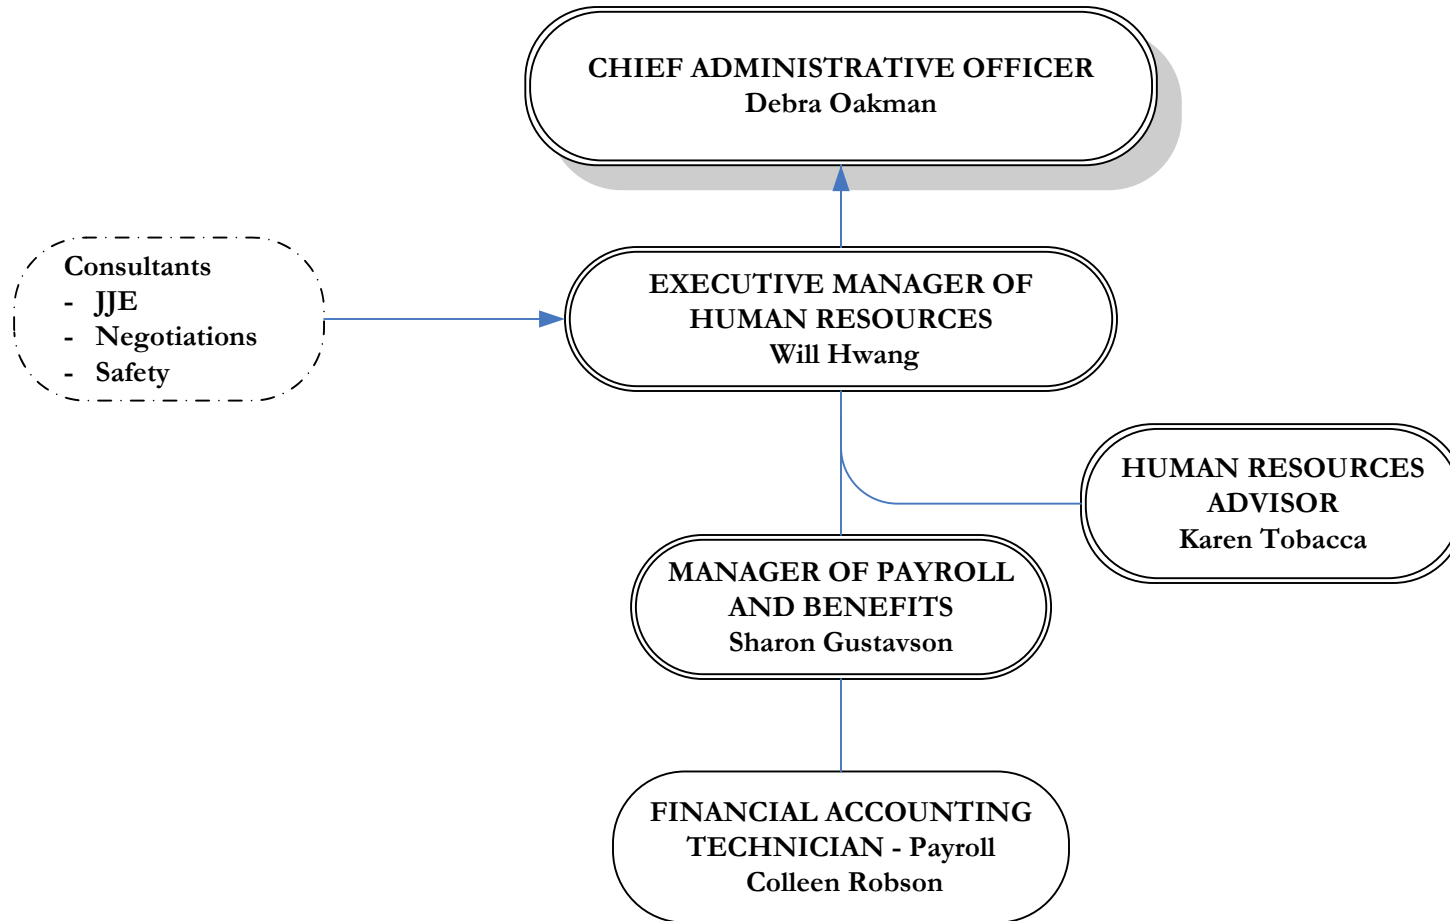 CHIEF ADMINISTRATIVE OFFICER
Debra Oakman
Consultants
- JJE
- Negotiations
- Safety
EXECUTIVE MANAGER OF
HUMAN RESOURCES
Will Hwang
HUMAN RESOURCES
ADVISOR
Karen Tobacca
MANAGER OF PAYROLL
AND BENEFITS
Sharon Gustavson
FINANCIAL ACCOUNTING
TECHNICIAN - Payroll
Colleen Robson